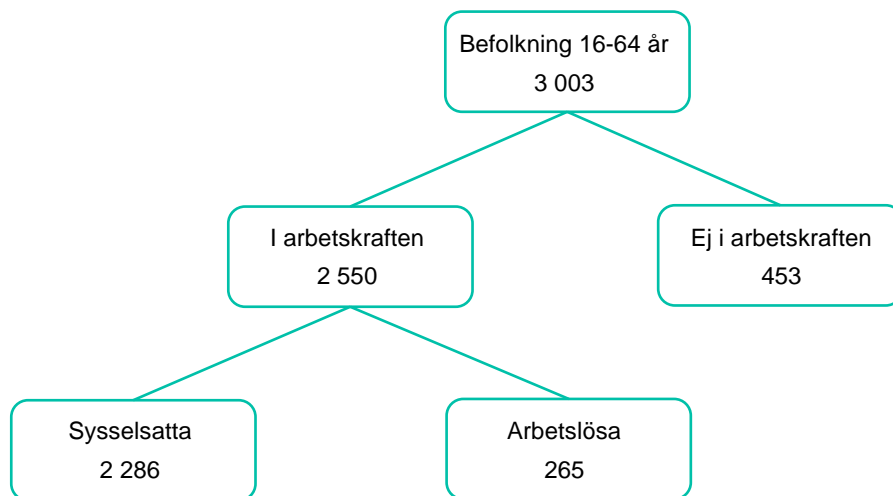 Befolkning 16-64 år
3 003
I arbetskraften
2 550
Ej i arbetskraften
453
Sysselsatta
2 286
Arbetslösa
265